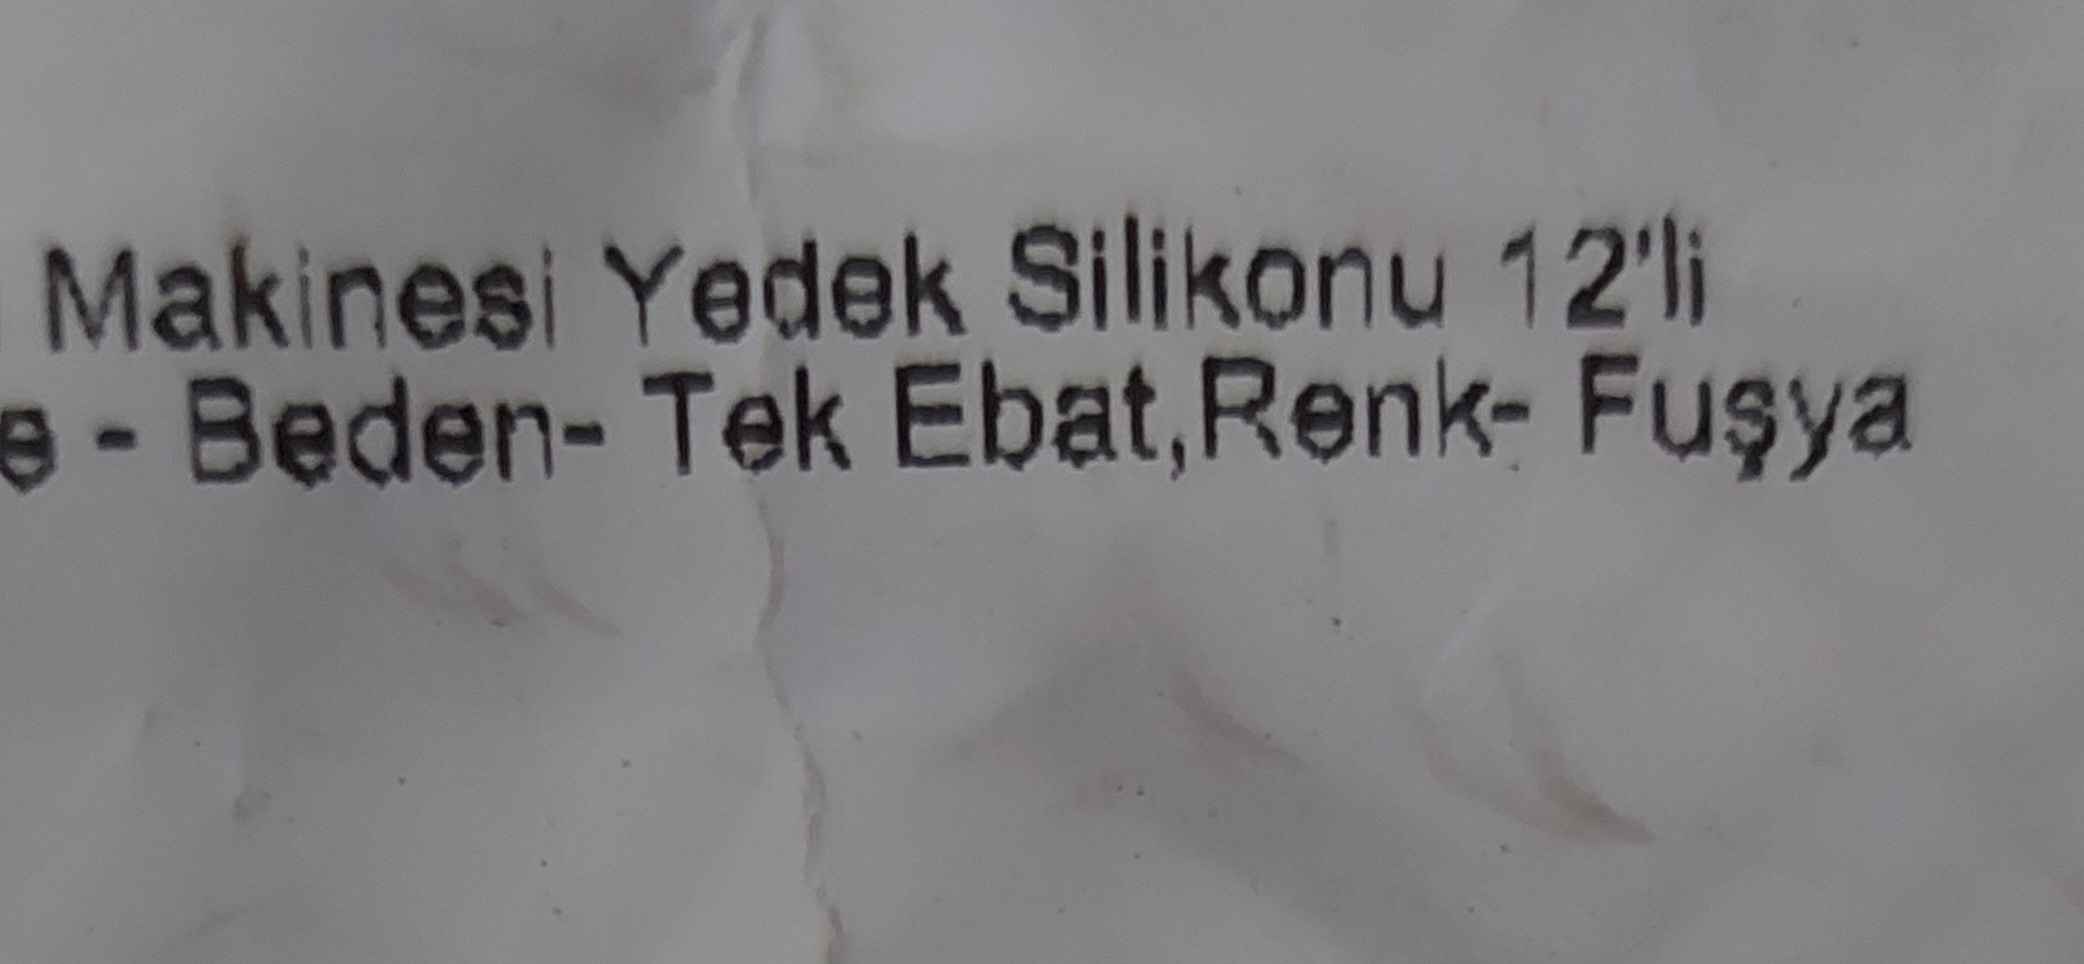 Makinesi Yedek Silikonu 12'li
e - Beden- Tek Ebat,Renk- Fuşya